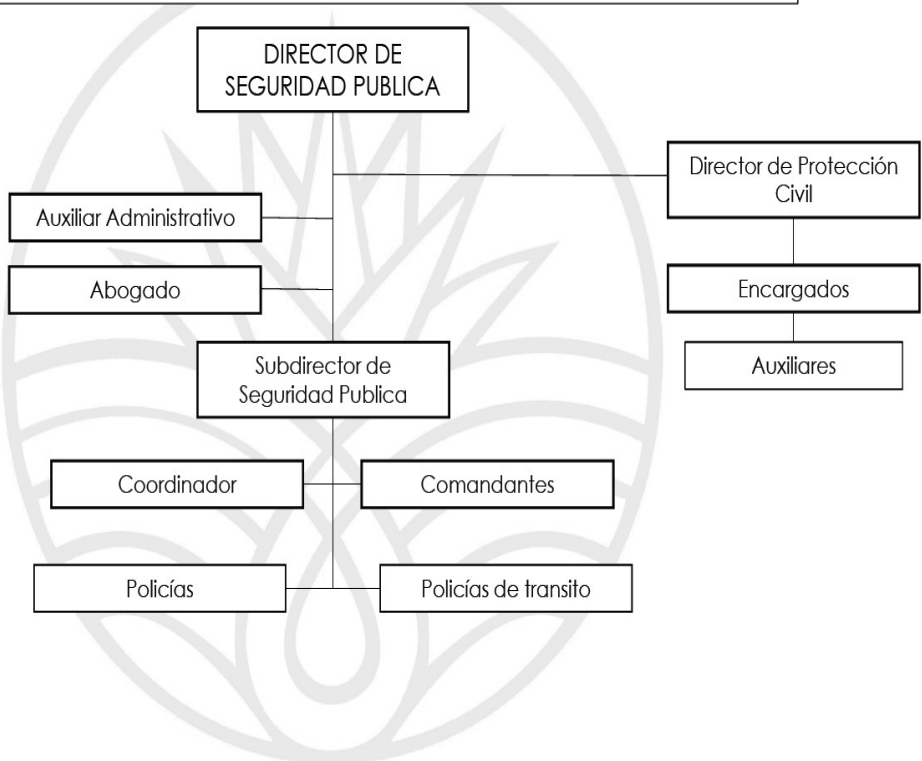 DIRECTOR DE
SEGURIDAD PUBLICA
Director de Protección
Civil
Auxiliar Administrativo
Abogado
Encargados
Subdirector de
Seguridad Publica
Auxiliares
Coordinador
Comandantes
Policías
Policías de transito